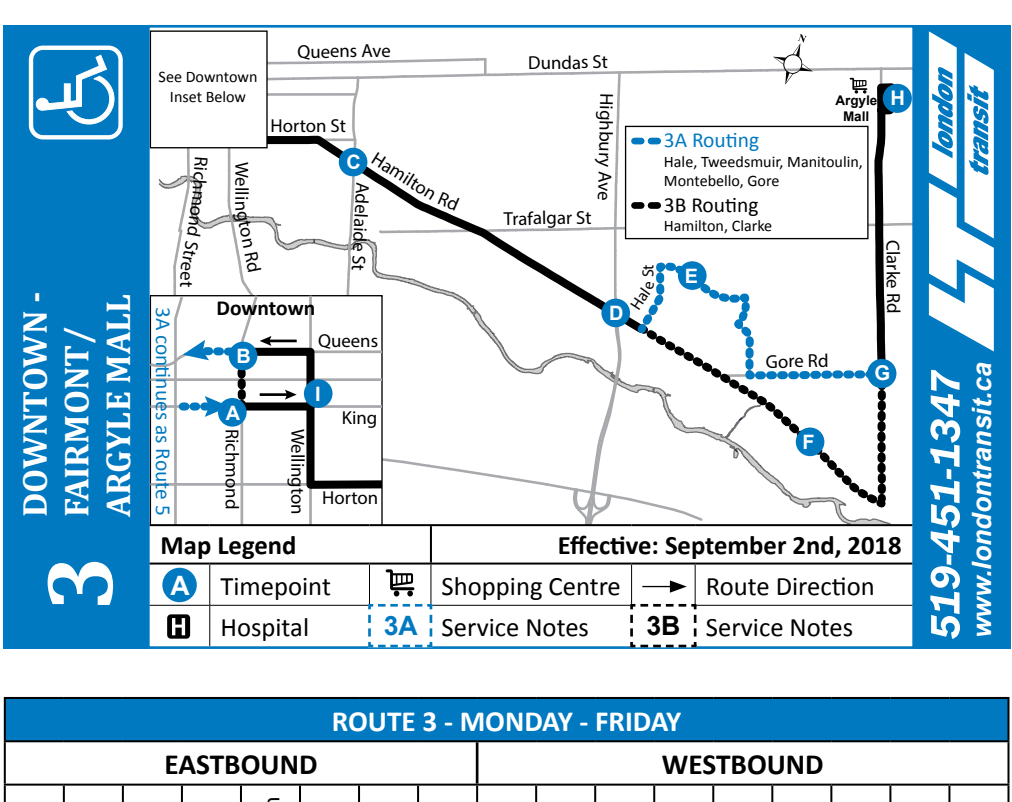 3 DOWNTOWN -
FAIRMONT/
ARGYLE MALL
See Downtown
Inset Below
Queens Ave
Dundas St
N
Horton St
C
Hamilton Rd
Richmond Street
Wellington Rd
Adelaide St
Highbury Ave
Trafalgar St
Argyle
Mall
H
3A Routing
Hale, Tweedsmuir, Manitoulin,
Montebello, Gore
3B Routing
Hamilton, Clarke
Clarke Rd
Hale St
E
D
Gore Rd
G
F
Downtown
3A continues as Route 5
Queens
B
I
A
King
Richmond
Wellington
Horton
london
transit
519-451-1347
www.londontransit.ca
Map Legend
Effective: September 2nd, 2018
A Timepoint
Shopping Centre
Route Direction
H Hospital
3A Service Notes
3B Service Notes
ROUTE 3 - MONDAY - FRIDAY
EASTBOUND WESTBOUND